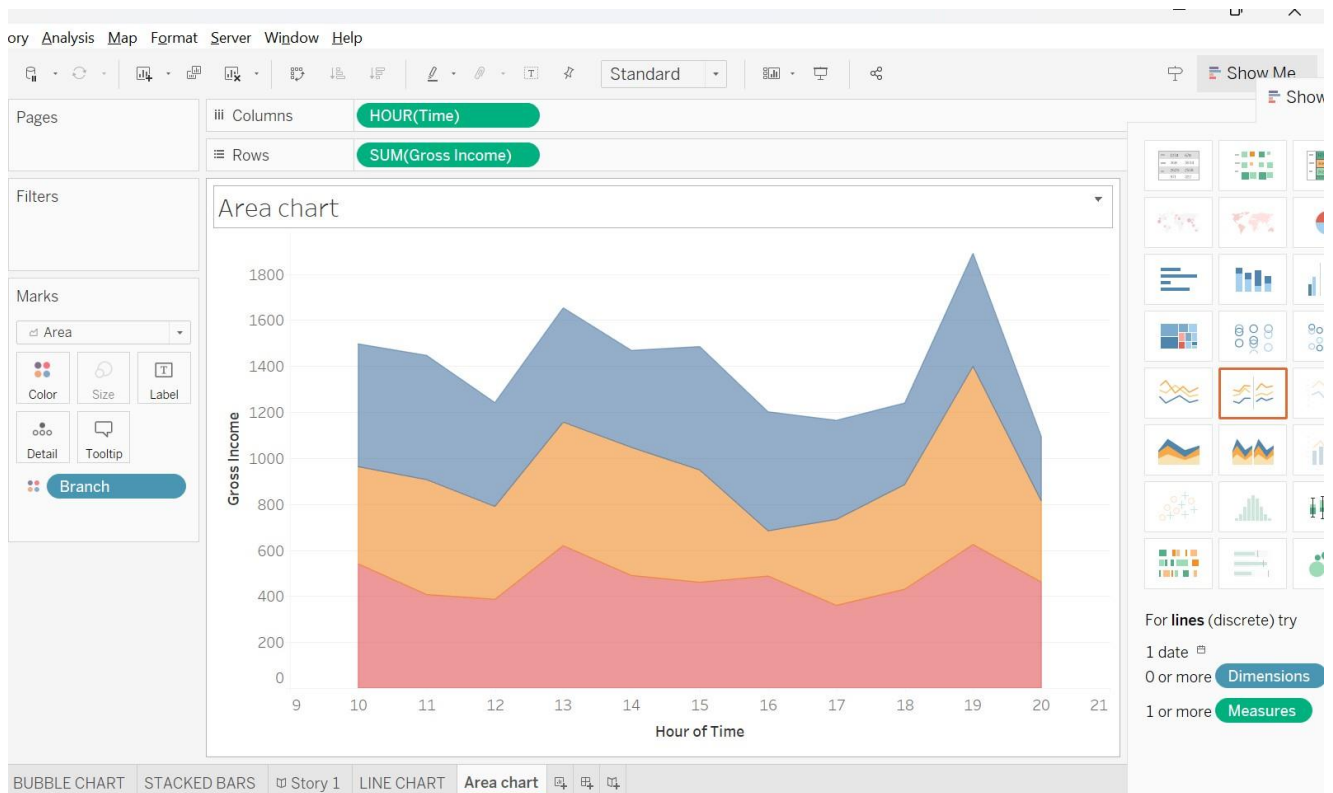 ory Analysis Map Format Server Window Help
Standard
Show Me
Show
Pages
iii Columns
HOUR(Time)
Rows
SUM(Gross Income)
Filters
Marks
Area
Color
Size
Label
Detail
Tooltip
Branch
Area chart
1800
1600
1400
1200
1000
800
600
400
200
0
Gross Income
9 10 11 12 13 14 15 16 17 18 19 20 21
Hour of Time
For lines (discrete) try
1 date
0 or more Dimensions
1 or more Measures
BUBBLE CHART STACKED BARS Story 1 LINE CHART Area chart